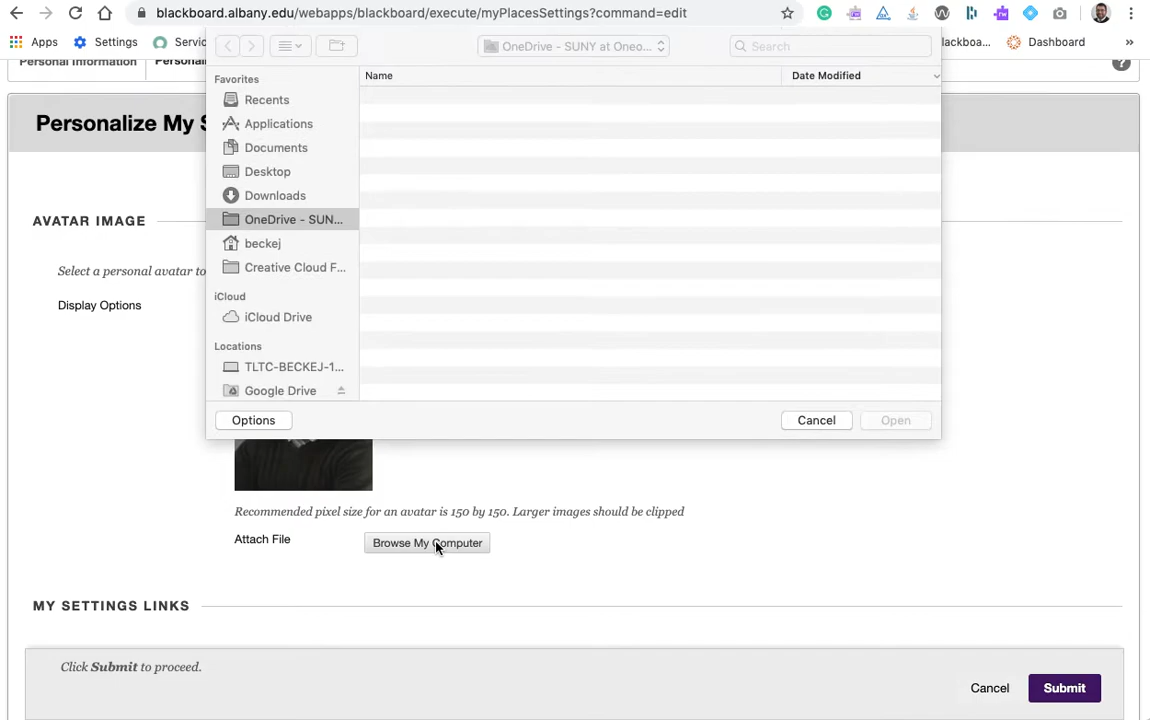 blackboard.albany.edu/webapps/blackboard/execute/myPlacesSettings?command=edit
Apps Settings Servic lackboa... Dashboard »
Personal Information Personal
OneDrive - SUNY at Oneo... Search
Favorites Name Date Modified
Recents
Applications
Personalize My S
Documents
Desktop
Downloads
OneDrive - SUN...
AVATAR IMAGE
beckej
Creative Cloud F...
Select a personal avatar to
iCloud
Display Options
iCloud Drive
Locations
TLTC-BECKEJ-1...
Google Drive
Options Cancel Open
Recommended pixel size for an avatar is 150 by 150. Larger images should be clipped
Attach File Browse My Computer
MY SETTINGS LINKS
Click Submit to proceed.
Cancel Submit